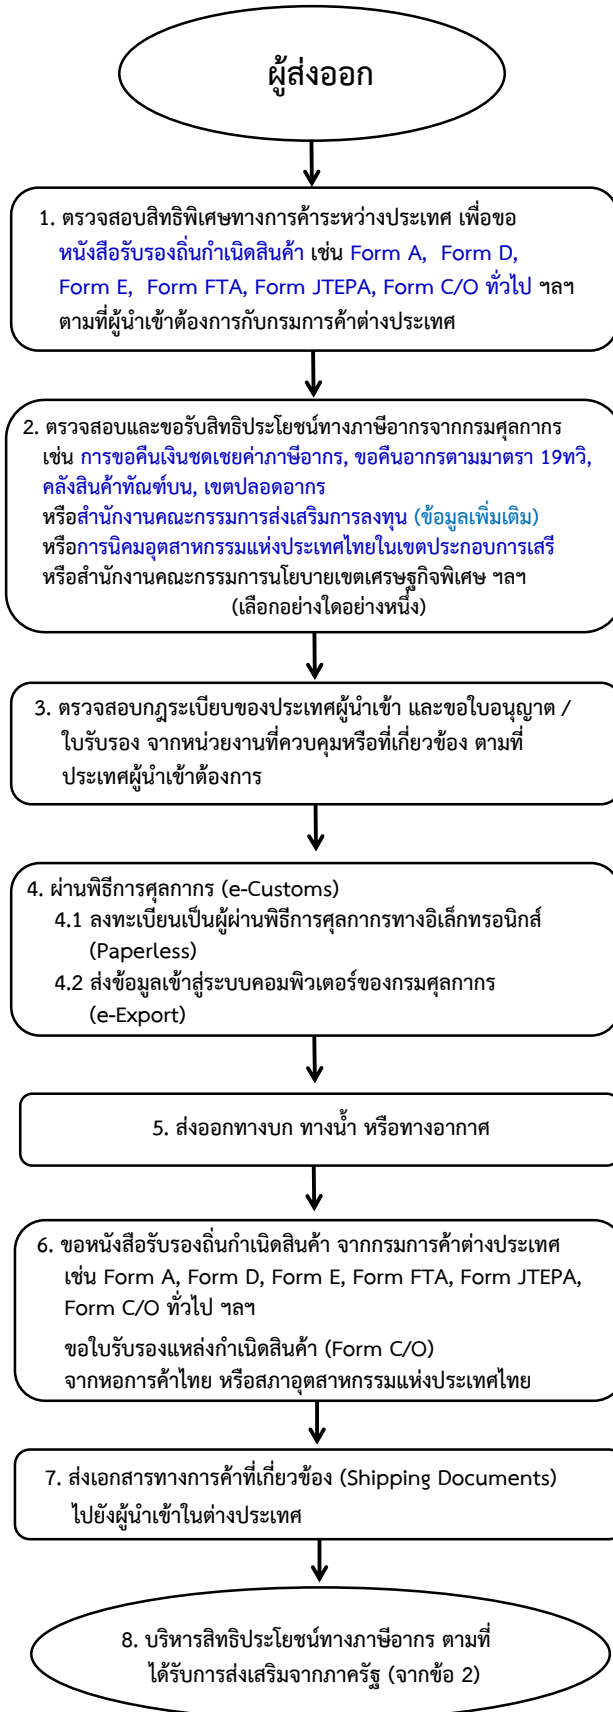 ผู้ส่งออก
1. ตรวจสอบสิทธิพิเศษทางการค้าระหว่างประเทศ เพื่อขอ
หนังสือรับรองถิ่นกำเนิดสินค้า เช่น Form A, Form D,
Form E, Form FTA, Form JTEPA, Form C/O ทั่วไป ฯลฯ
ตามที่ผู้นำเข้าต้องการกับกรมการค้าต่างประเทศ
2. ตรวจสอบและขอรับสิทธิประโยชน์ทางภาษีอากรจากกรมศุลกากร
เช่น การขอคืนเงินชดเชยค่าภาษีอากร, ขอคืนอากรตามมาตรา 19ทวิ,
คลังสินค้าทัณฑ์บน, เขตปลอดอากร
หรือสำนักงานคณะกรรมการส่งเสริมการลงทุน (ข้อมูลเพิ่มเติม)
หรือการนิคมอุตสาหกรรมแห่งประเทศไทยในเขตประกอบการเสรี
หรือสำนักงานคณะกรรมการนโยบายเขตเศรษฐกิจพิเศษ ฯลฯ
(เลือกอย่างใดอย่างหนึ่ง)
3. ตรวจสอบกฎระเบียบของประเทศผู้นำเข้า และขอใบอนุญาต /
ใบรับรอง จากหน่วยงานที่ควบคุมหรือที่เกี่ยวข้อง ตามที่
ประเทศผู้นำเข้าต้องการ
4. ผ่านพิธีการศุลกากร (e-Customs)
4.1 ลงทะเบียนเป็นผู้ผ่านพิธีการศุลกากรทางอิเล็กทรอนิกส์
(Paperless)
4.2 ส่งข้อมูลเข้าสู่ระบบคอมพิวเตอร์ของกรมศุลกากร
(e-Export)
5. ส่งออกทางบก ทางน้ำ หรือทางอากาศ
6. ขอหนังสือรับรองถิ่นกำเนิดสินค้า จากกรมการค้าต่างประเทศ
เช่น Form A, Form D, Form E, Form FTA, Form JTEPA,
Form C/O ทั่วไป ฯลฯ
ขอใบรับรองแหล่งกำเนิดสินค้า (Form C/O)
จากหอการค้าไทย หรือสภาอุตสาหกรรมแห่งประเทศไทย
7. ส่งเอกสารทางการค้าที่เกี่ยวข้อง (Shipping Documents)
ไปยังผู้นำเข้าในต่างประเทศ
8. บริหารสิทธิประโยชน์ทางภาษีอากร ตามที่
ได้รับการส่งเสริมจากภาครัฐ (จากข้อ 2)